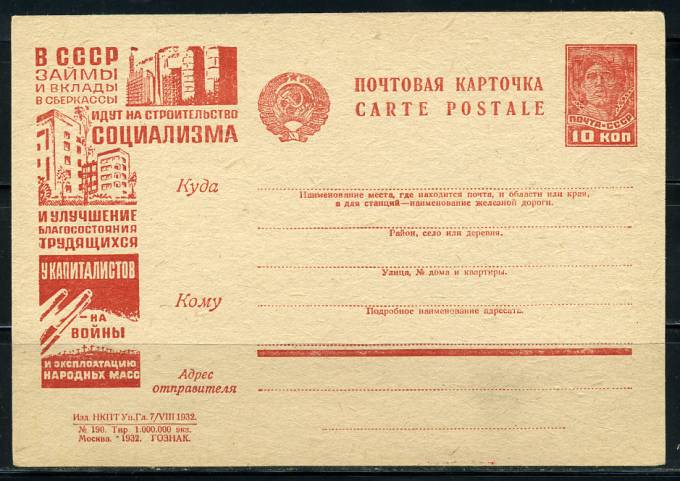 В СССР
ЗАЙМЫ
И ВКЛАДЫ
В СБЕРКАССЫ
ИДУТ НА СТРОИТЕЛЬСТВО
СОЦИАЛИЗМА
И УЛУЧШЕНИЕ
БЛАГОСОСТОЯНИЯ
ТРУДЯЩИХСЯ
У КАПИТАЛИСТОВ
–НА
ВОЙНЫ
И ЭКСПЛОАТАЦИЮ
НАРОДНЫХ МАСС
ПОЧТОВАЯ КАРТОЧКА
CARTE POSTALE
ПОЧТА-СССР
10 КОП
Куда
Наименование места, где находится почта, и области или края,
а для станций—наименование железной дороги.
Район, село или деревня.
Улица, № дома и квартиры.
Кому
Подробное наименование адресата.
Адрес
отправителя
Изд. НКПТ Уп. Гл. 7/VIII 1932.
№ 190. Тир 1.000.000 экз.
Москва. 1932. ГОЗНАК.